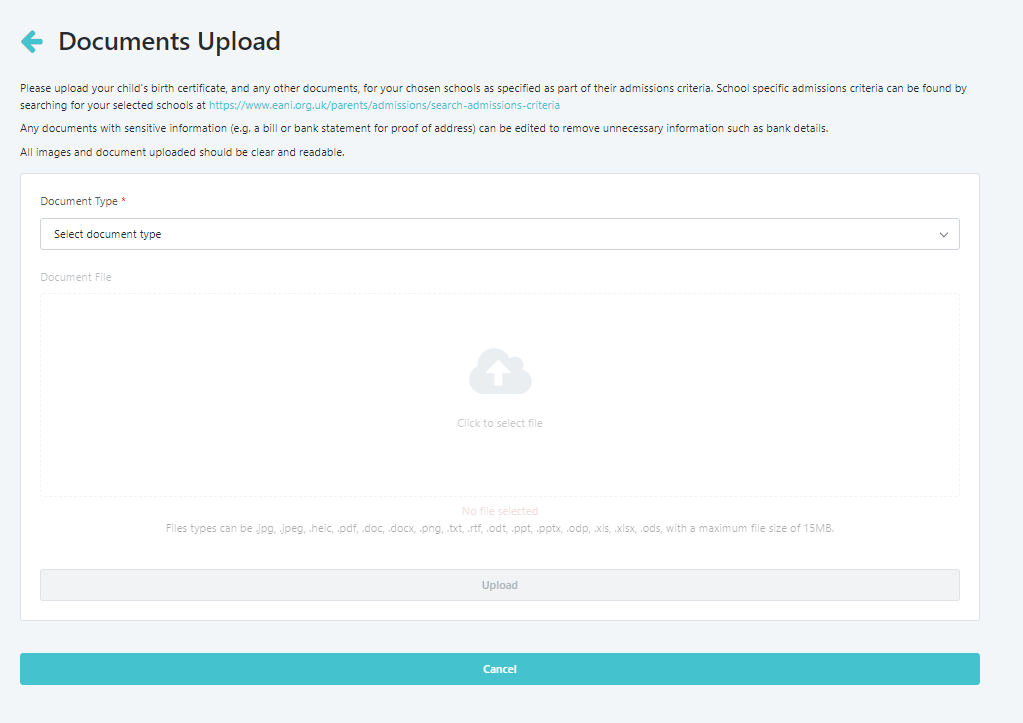 Documents Upload
Please upload your child's birth certificate, and any other documents, for your chosen schools as specified as part of their admissions criteria. School specific admissions criteria can be found by
searching for your selected schools at https://www.eani.org.uk/parents/admissions/search-admissions-criteria
Any documents with sensitive information (e.g. a bill or bank statement for proof of address) can be edited to remove unnecessary information such as bank details.
All images and document uploaded should be clear and readable.
Document Type *
Select document type
Document File
Click to select file
No file selected
Files types can be .jpg, .jpeg, .heic, .pdf, .doc, .docx, .png, .txt, .rtf, .odt, .ppt, .pptx, .odp, .xls, .xlsx, .ods, with a maximum file size of 15MB.
Upload
Cancel